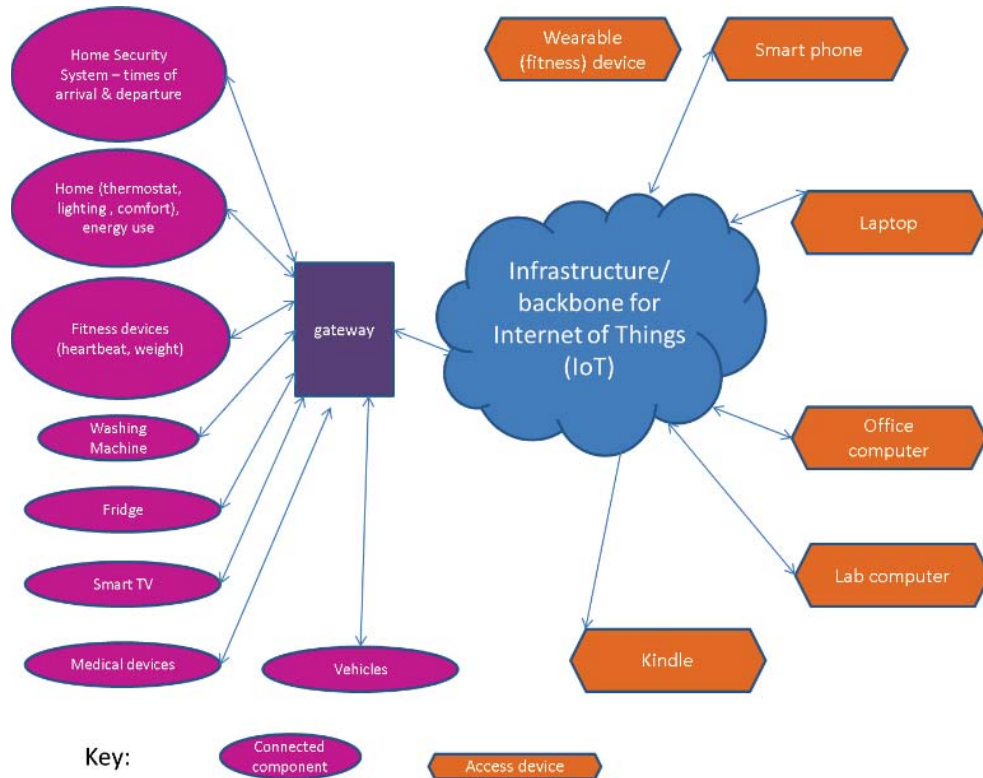 Home Security
System – times of
arrival & departure
Wearable
(fitness) device
Smart phone
Home (thermostat,
lighting , comfort),
energy use
Laptop
Infrastructure/
backbone for
Internet of Things
(IoT)
gateway
Fitness devices
(heartbeat, weight)
Washing
Machine
Office
computer
Fridge
Smart TV
Lab computer
Medical devices
Vehicles
Kindle
Key:
Connected
component
Access device